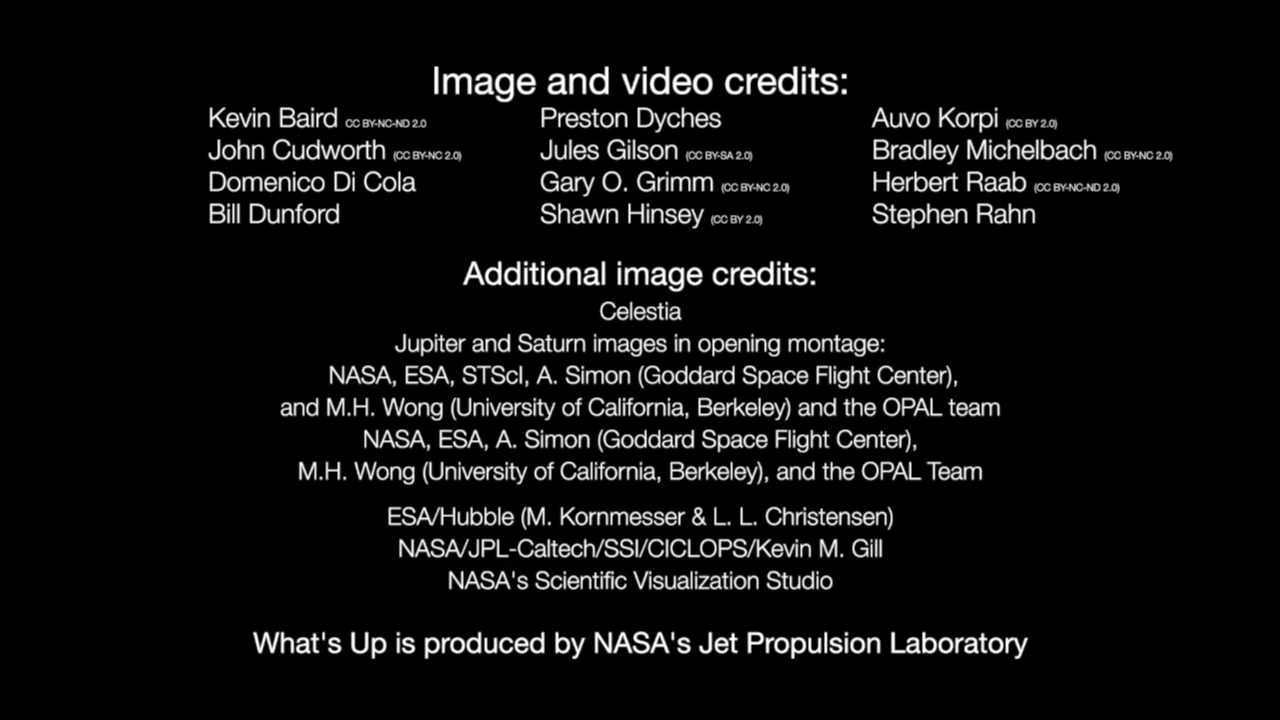 Image and video credits:
Kevin Baird CC BY-NC-ND 2.0
John Cudworth (CC BY-NC 2.0)
Domenico Di Cola
Bill Dunford
Preston Dyches
Jules Gilson (CC BY-SA 2.0)
Gary O. Grimm (CC BY-NC 2.0)
Shawn Hinsey (CC BY 2.0)
Auvo Korpi (CC BY 2.0)
Bradley Michelbach (CC BY-NC 2.0)
Herbert Raab (CC BY-NC-ND 2.0)
Stephen Rahn
Additional image credits:
Celestia
Jupiter and Saturn images in opening montage:
NASA, ESA, STScI, A. Simon (Goddard Space Flight Center),
and M.H. Wong (University of California, Berkeley) and the OPAL team
NASA, ESA, A. Simon (Goddard Space Flight Center),
M.H. Wong (University of California, Berkeley), and the OPAL Team
ESA/Hubble (M. Kornmesser & L. L. Christensen)
NASA/JPL-Caltech/SSI/CICLOPS/Kevin M. Gill
NASA's Scientific Visualization Studio
What's Up is produced by NASA's Jet Propulsion Laboratory